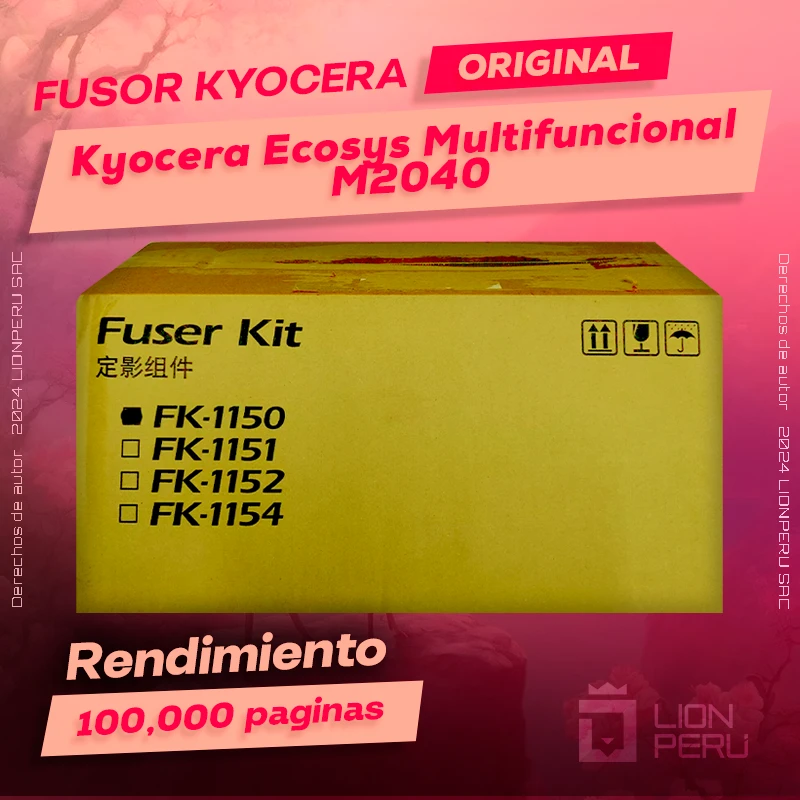 FUSOR KYOCERA ORIGINAL
Kyocera Ecosys Multifuncional
M2040
Fuser Kit
定影组件
FK-1150
FK-1151
FK-1152
FK-1154
Derechos de autor 2024 LIONPERU SAC
Derechos de autor 2024 LIONPERU SAC
Rendimiento
100,000 paginas
LION
PERÚ